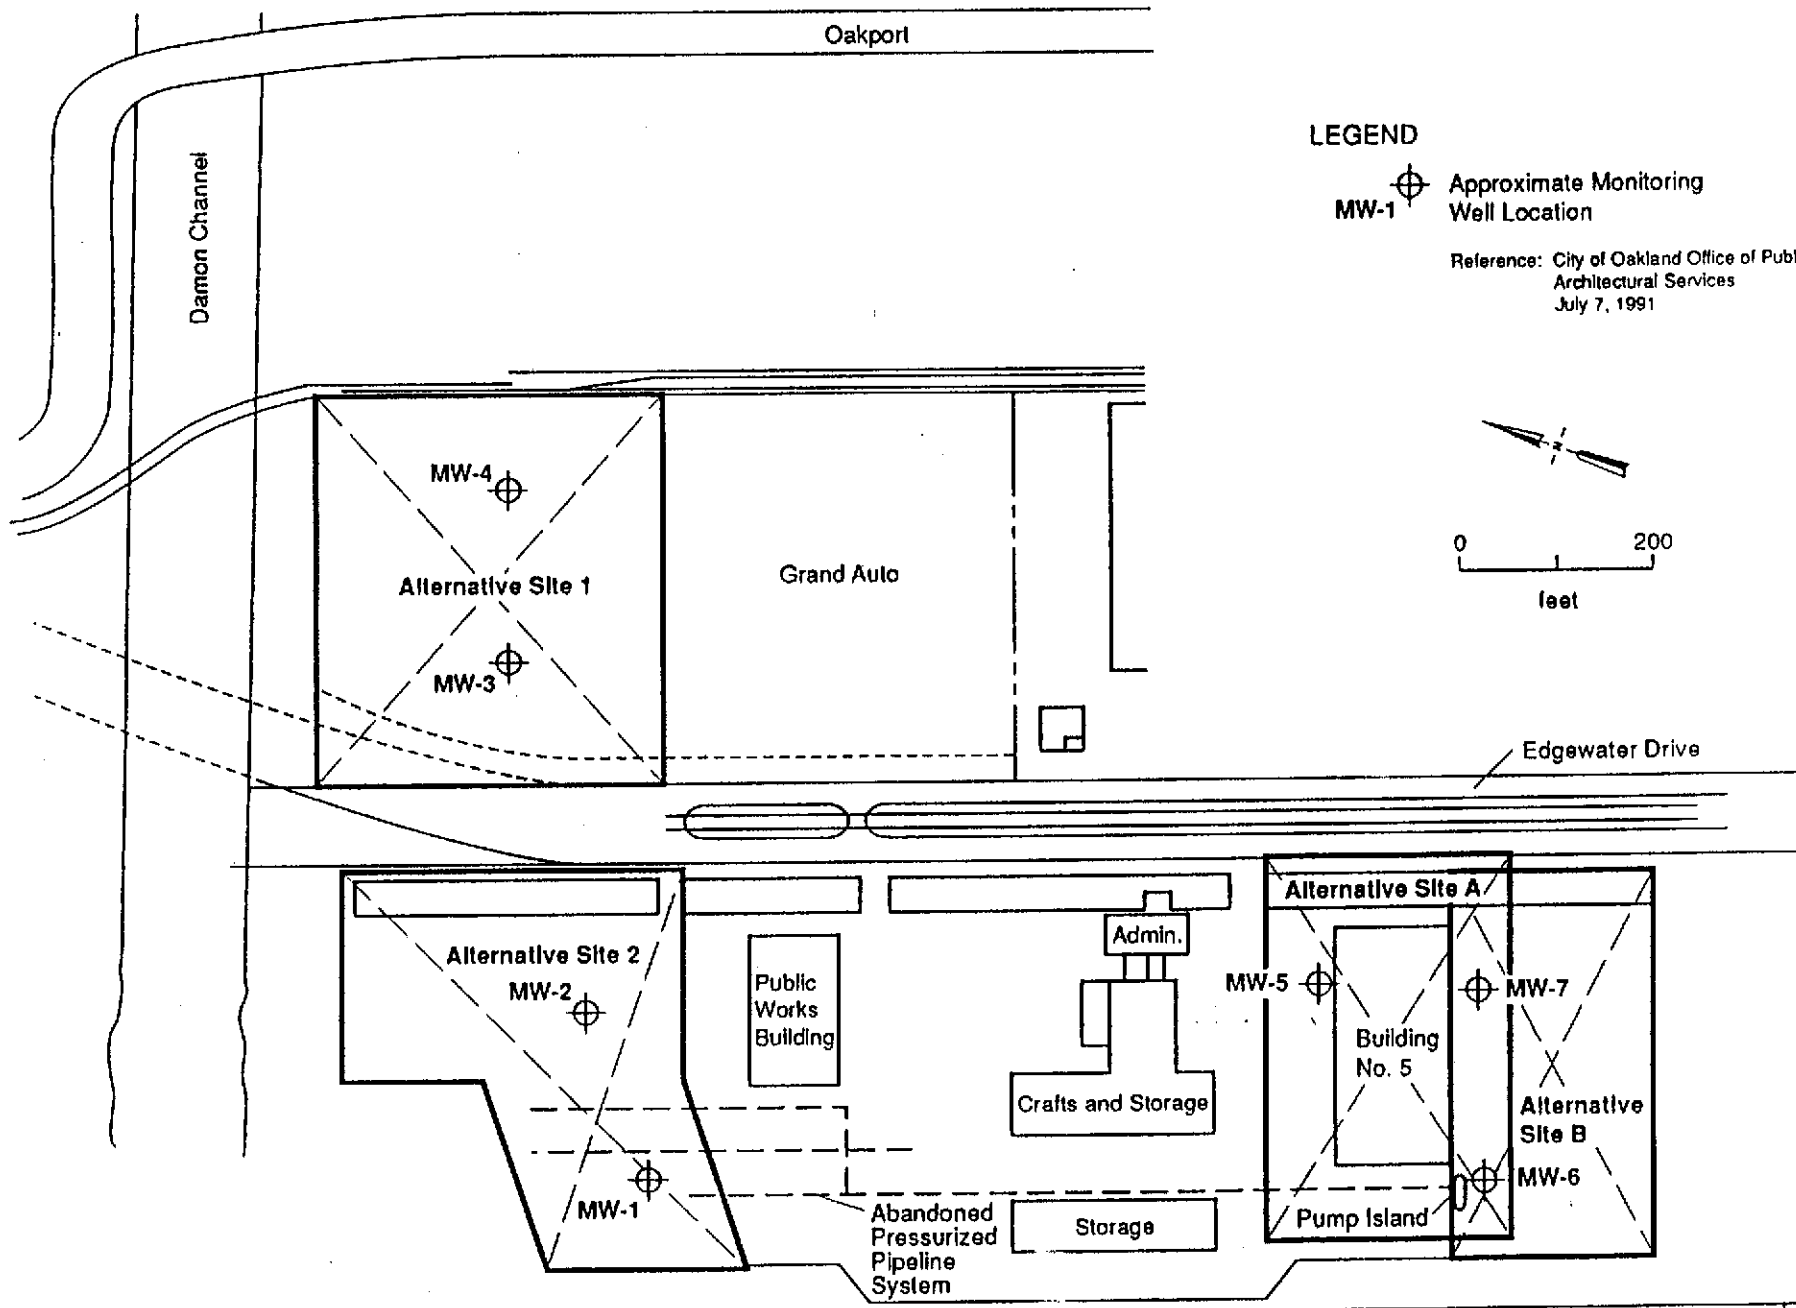 Oakport
LEGEND
MW-1
Approximate Monitoring
Well Location
Reference: City of Oakland Office of Publ
Architectural Services
July 7, 1991
Damon Channel
MW-4
Alternative Site 1
Grand Auto
MW-3
0
200
feet
Edgewater Drive
Alternative Site A
Alternative Site 2
MW-2
Public
Works
Building
Admin.
MW-5
MW-7
Building
No. 5
Crafts and Storage
Alternative
Site B
MW-1
MW-6
Abandoned
Pressurized
Pipeline
System
Storage
Pump Island